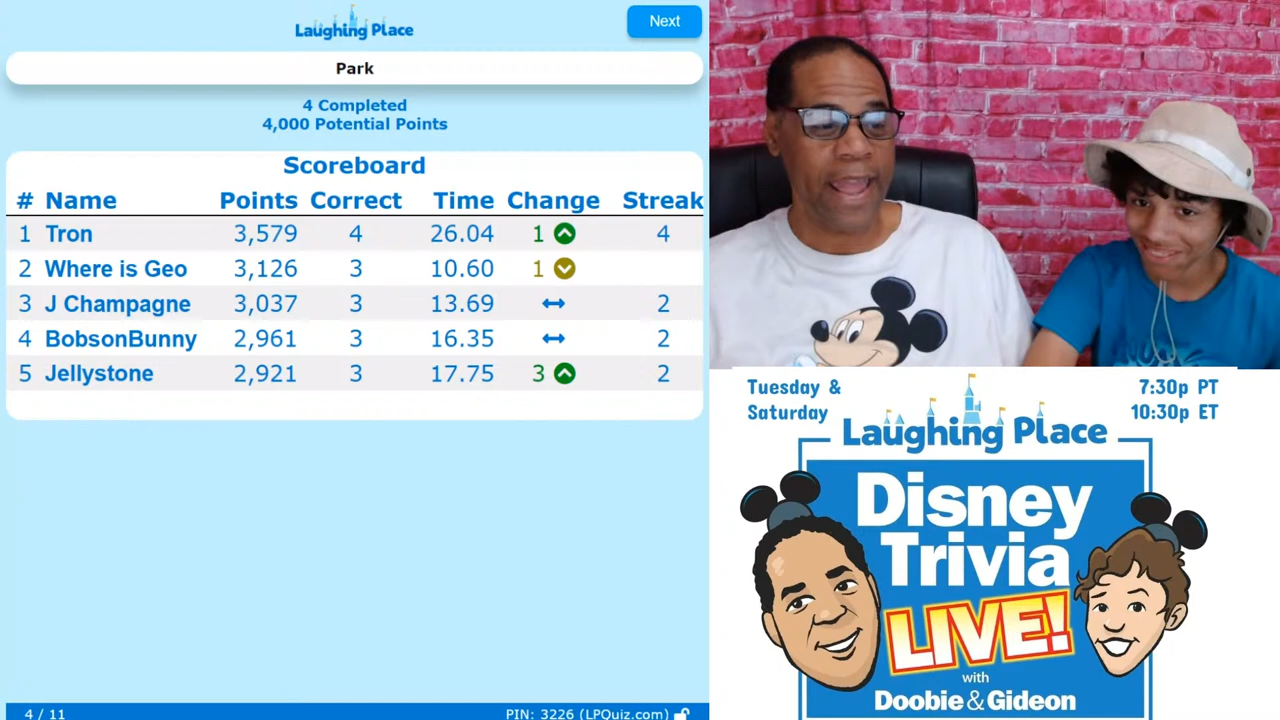 Laughing Place
Next
Park
4 Completed
4,000 Potential Points
Scoreboard
# Name Points Correct Time Change Streak
1 Tron 3,579 4 26.04 1 4
2 Where is Geo 3,126 3 10.60 1
3 J Champagne 3,037 3 13.69 2
4 BobsonBunny 2,961 3 16.35 2
5 Jellystone 2,921 3 17.75 3 2
4 / 11
PIN: 3226 (LPQuiz.com)
Tuesday &
Saturday
7:30p PT
10:30p ET
Laughing Place
Disney
Trivia
LIVE!
with
Doobie & Gideon